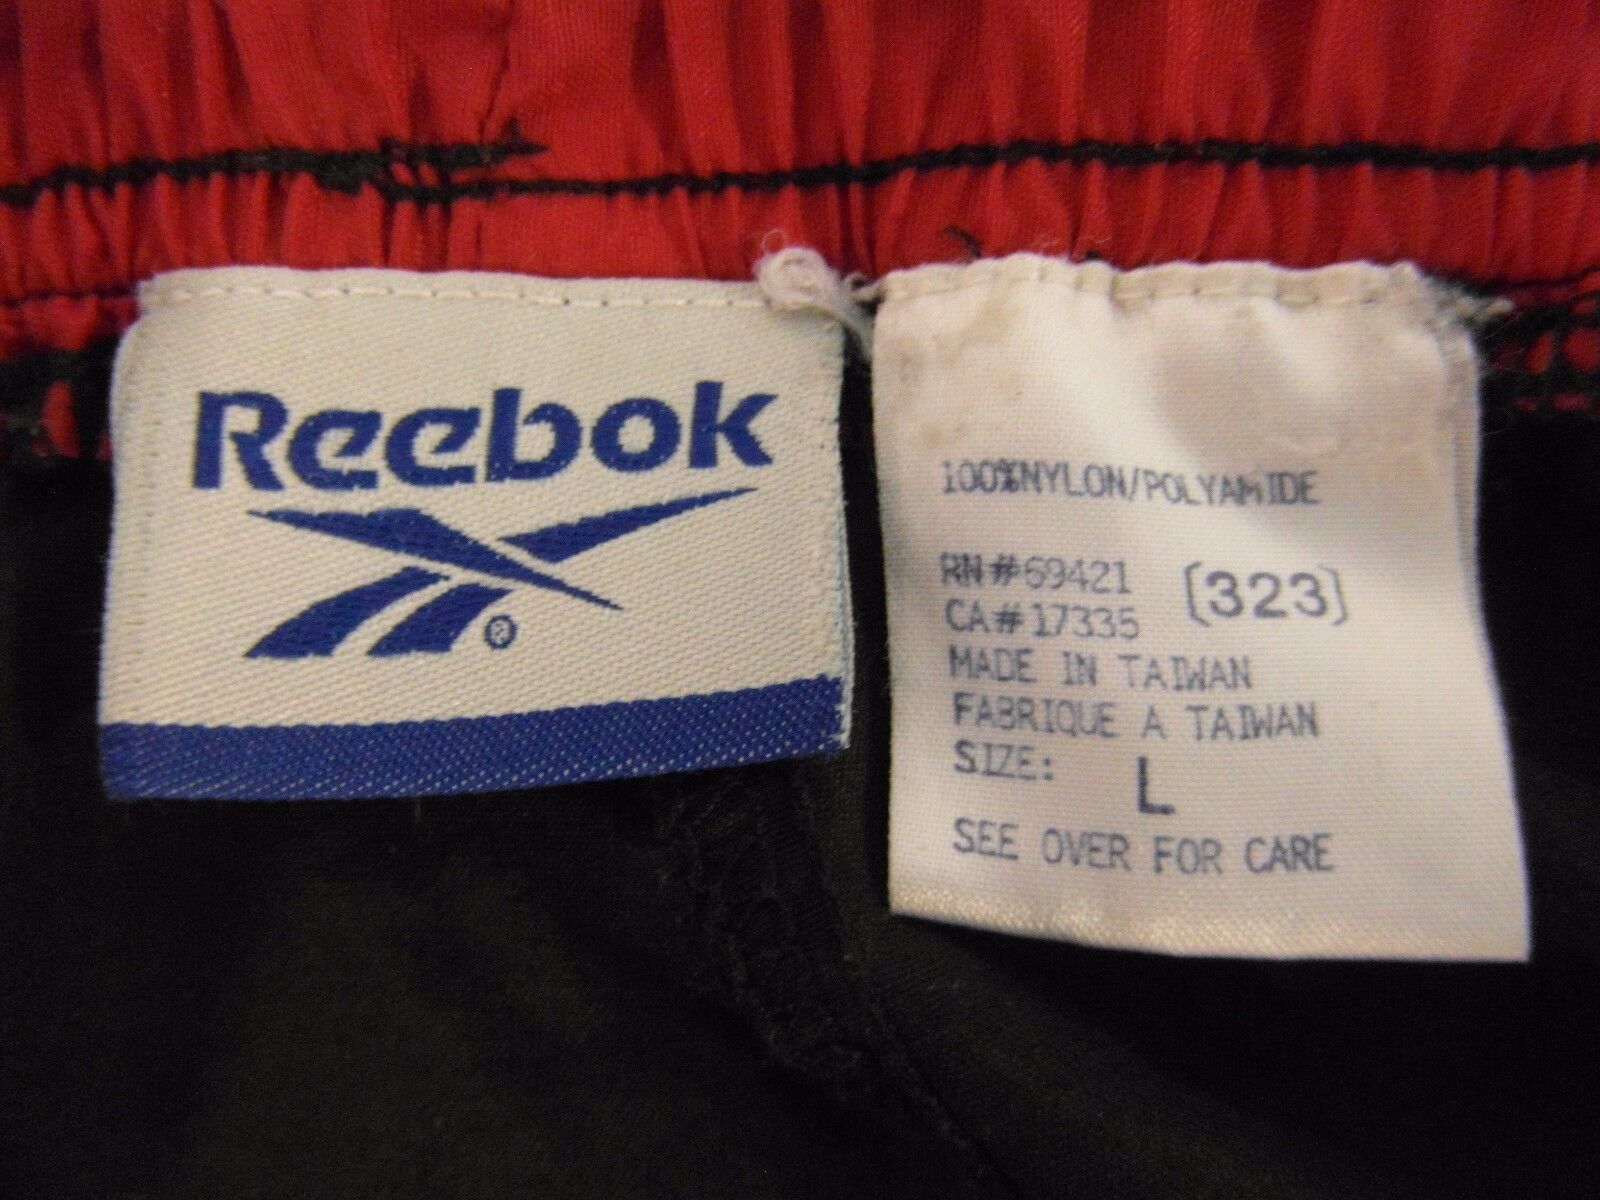 Reebok
®
100%NYLON/POLYAMIDE
RN#69421
CA#17335
(323)
MADE IN TAIWAN
FABRIQUE A TAIWAN
SIZE: L
SEE OVER FOR CARE